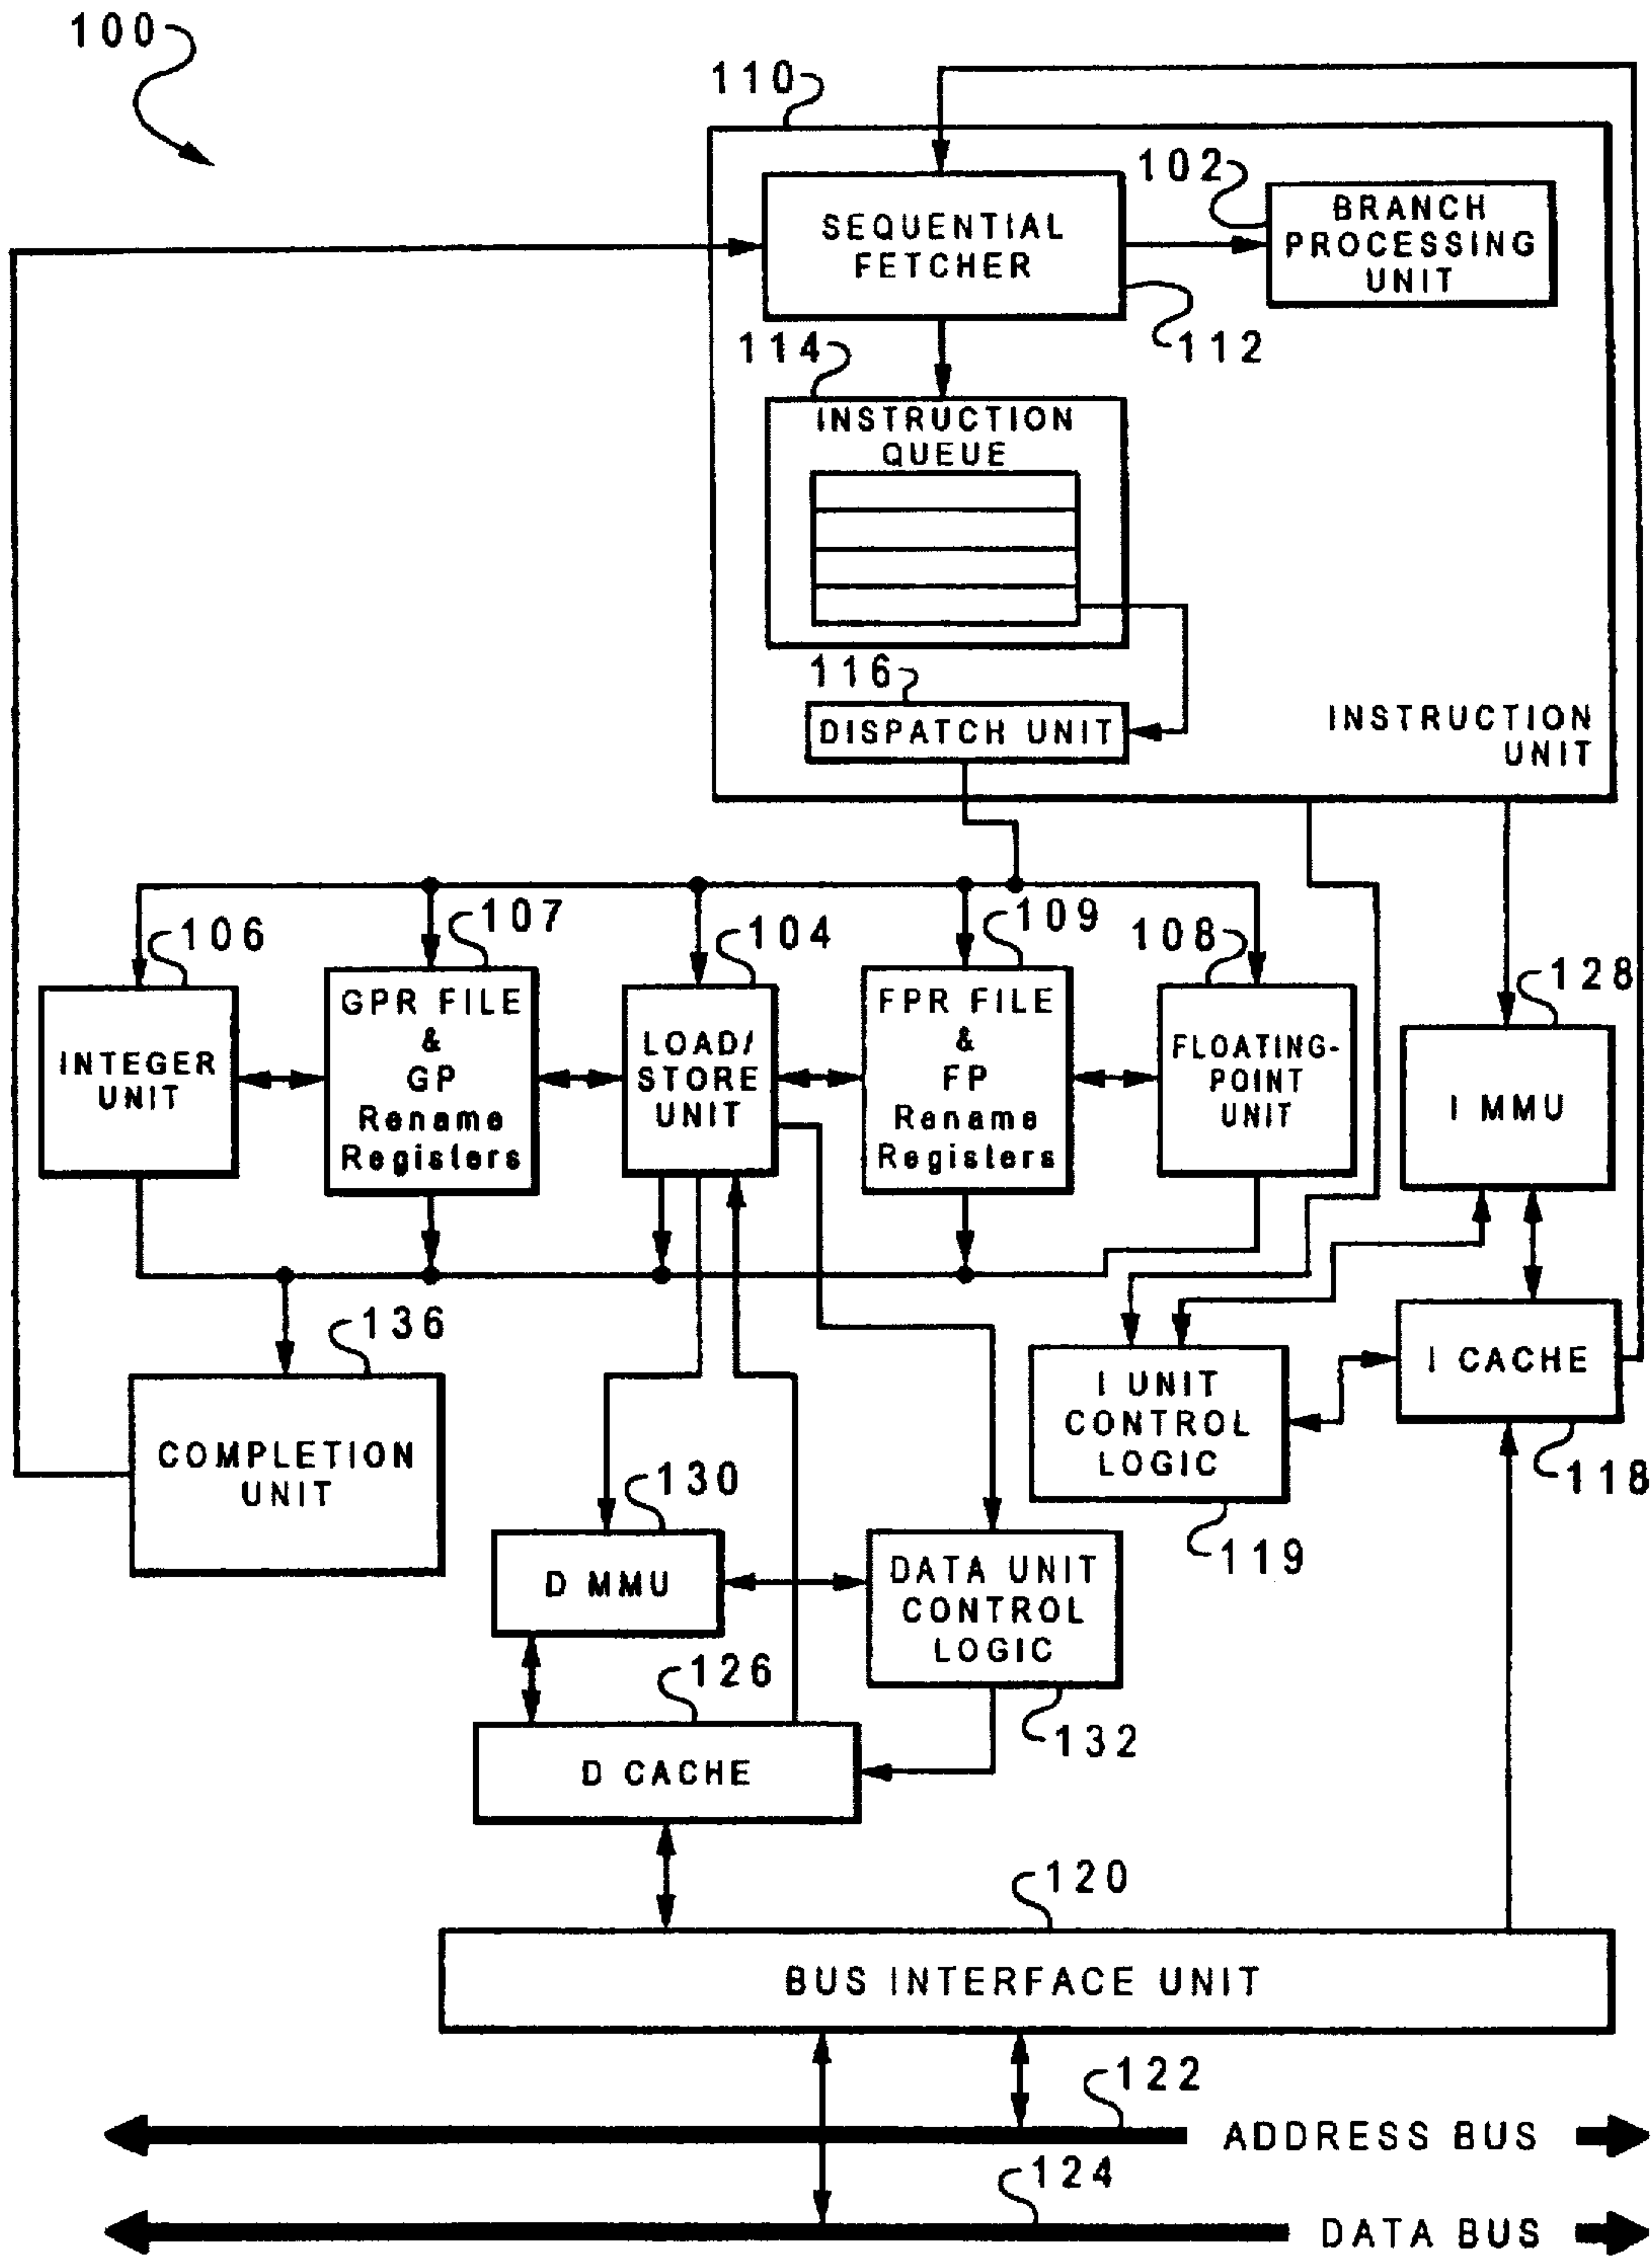 100
110
102
SEQUENTIAL
FETCHER
BRANCH
PROCESSING
UNIT
112
114
INSTRUCTION
QUEUE
116
DISPATCH UNIT
INSTRUCTION
UNIT
106
107
104
109
108
128
INTEGER
UNIT
GPR FILE
&
GP
Rename
Registers
LOAD/
STORE
UNIT
FPR FILE
&
FP
Rename
Registers
FLOATING-
POINT
UNIT
I MMU
136
COMPLETION
UNIT
I UNIT
CONTROL
LOGIC
I CACHE
118
119
130
D MMU
DATA UNIT
CONTROL
LOGIC
126
132
D CACHE
120
BUS INTERFACE UNIT
122
ADDRESS BUS
124
DATA BUS